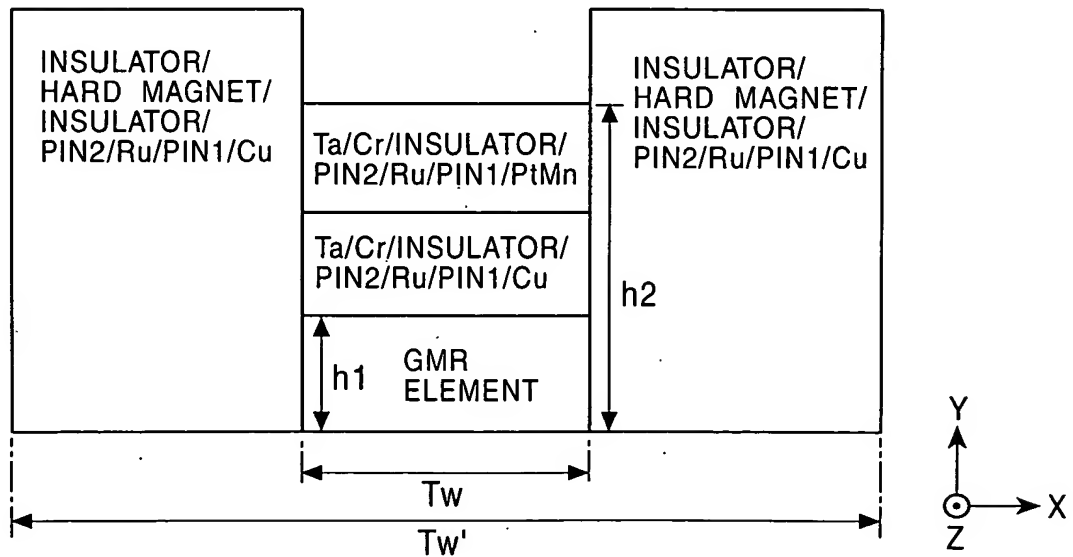 INSULATOR/
HARD MAGNET/
INSULATOR/
PIN2/Ru/PIN1/Cu
Ta/Cr/INSULATOR/
PIN2/Ru/PIN1/PtMn
Ta/Cr/INSULATOR/
PIN2/Ru/PIN1/Cu
h1
GMR
ELEMENT
h2
INSULATOR/
HARD MAGNET/
INSULATOR/
PIN2/Ru/PIN1/Cu
Tw
Tw'
Y
X
Z